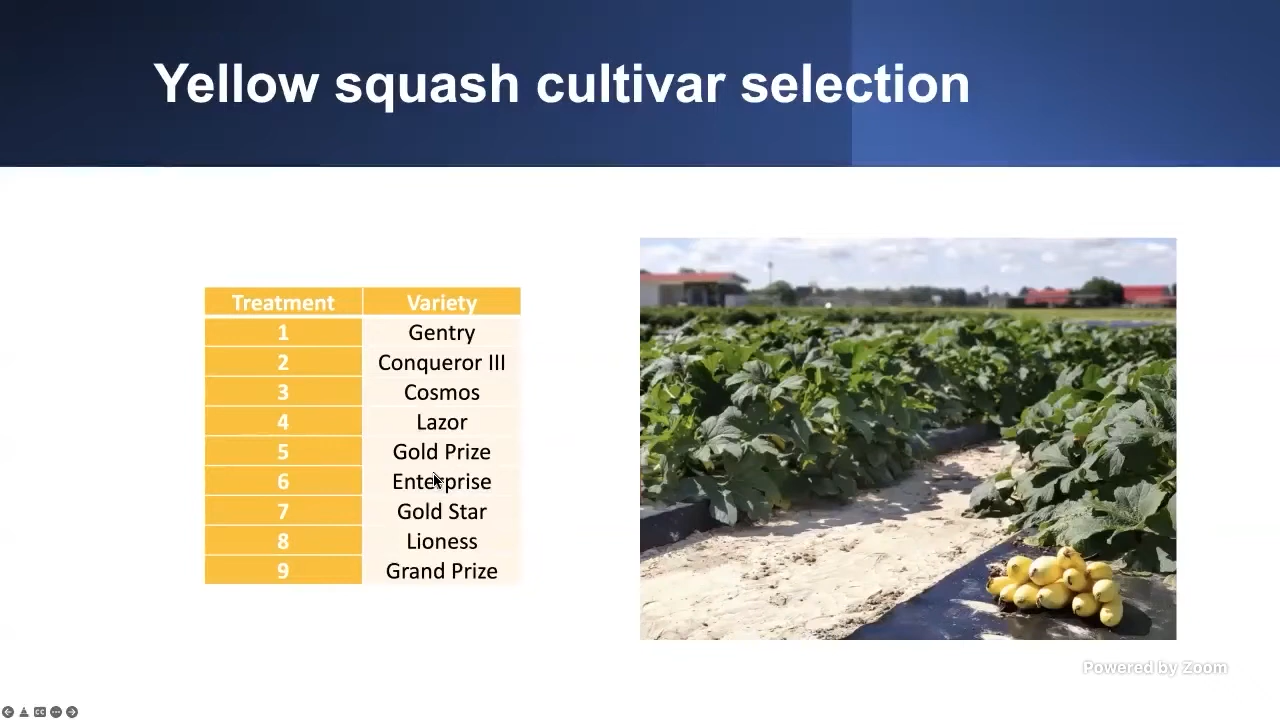 Yellow squash cultivar selection
Treatment Variety
1 Gentry
2 Conqueror III
3 Cosmos
4 Lazor
5 Gold Prize
6 Enterprise
7 Gold Star
8 Lioness
9 Grand Prize
Powered by Zoom